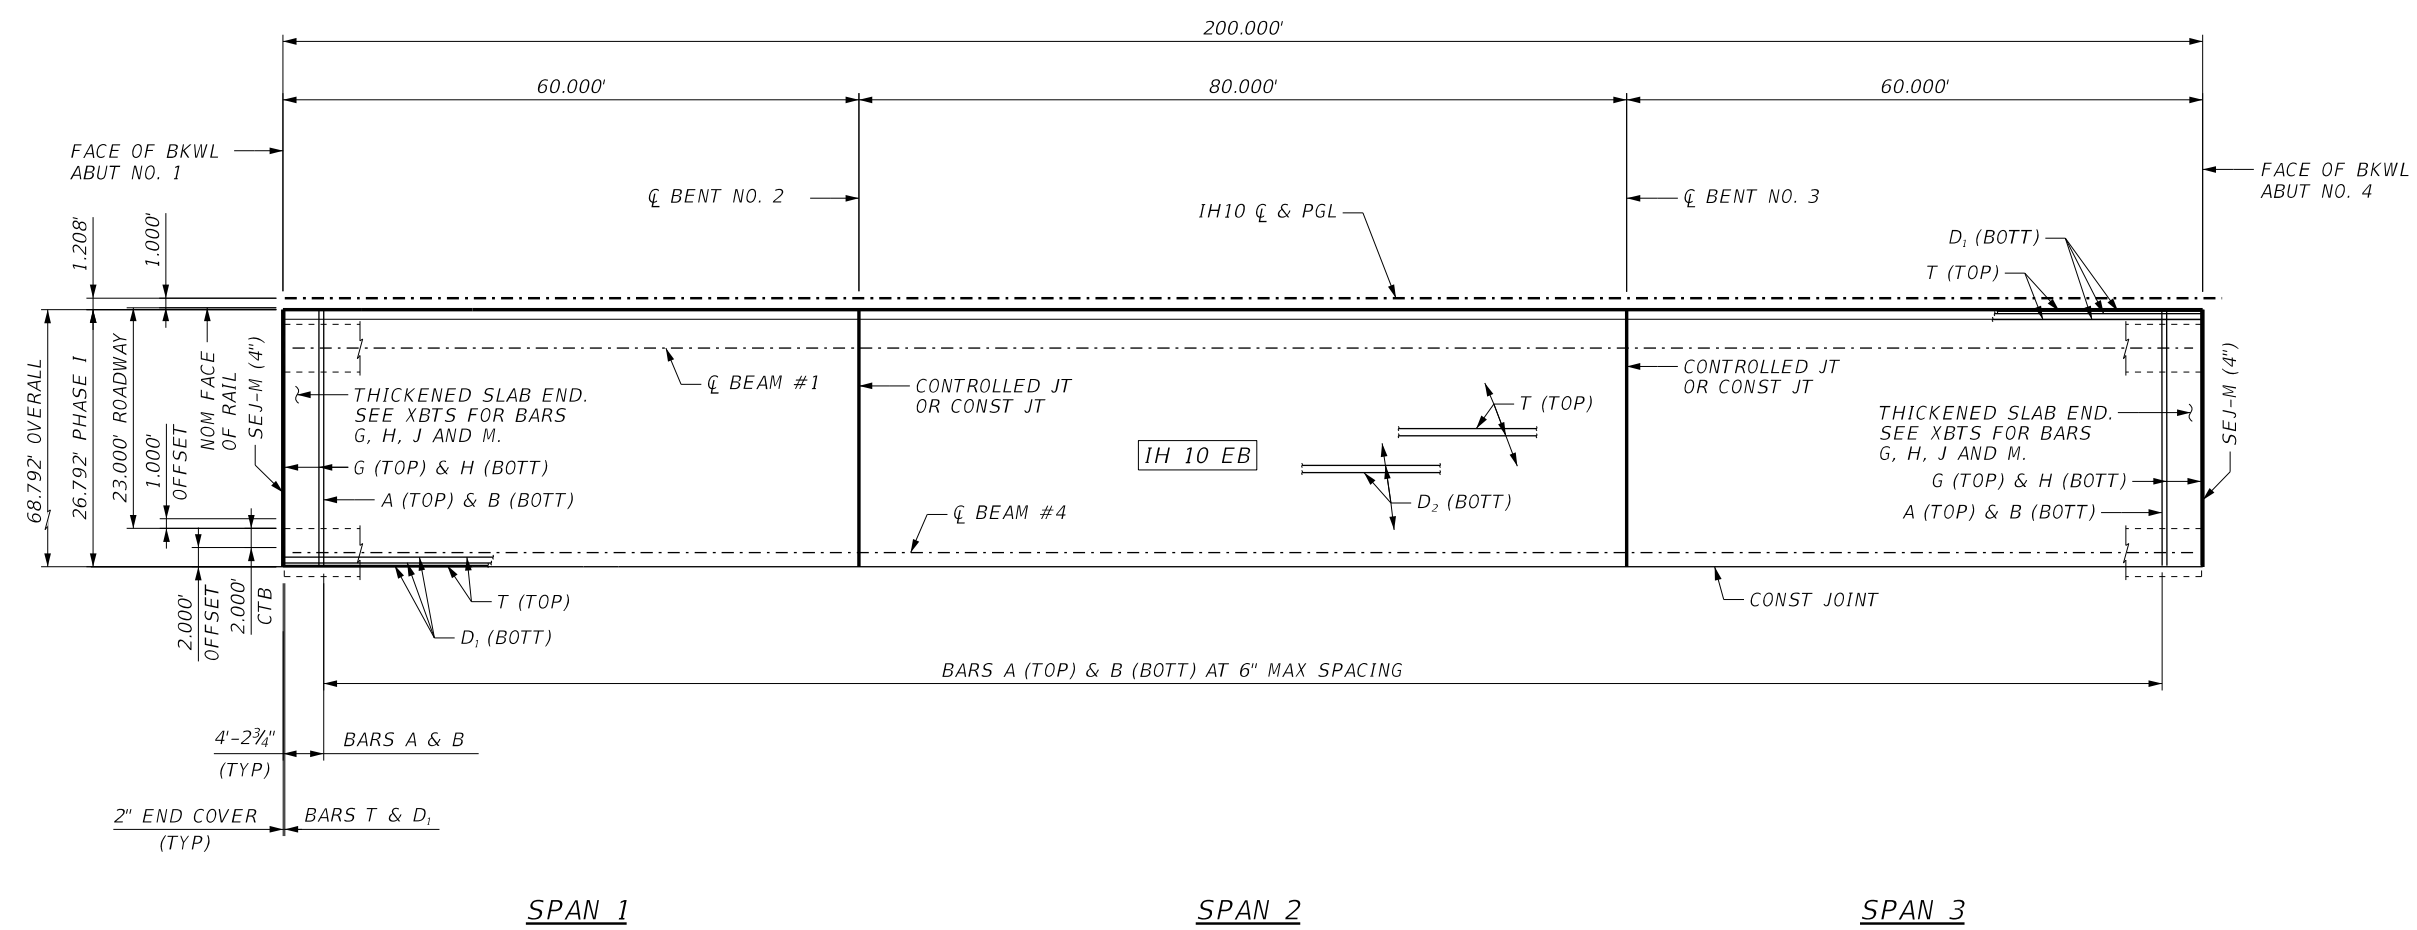 200.000'
60.000'
80.000'
60.000'
FACE OF BKWL
ABUT NO. 1
℄ BENT NO. 2
IH10 ℄ & PGL
℄ BENT NO. 3
FACE OF BKWL
ABUT NO. 4
1.208'
1.000'
D₁ (BOTT)
T (TOP)
68.792' OVERALL
26.792' PHASE I
23.000' ROADWAY
1.000'
OFFSET
NOM FACE
OF RAIL
SEJ-M (4")
THICKENED SLAB END.
SEE XBTS FOR BARS
G, H, J AND M.
G (TOP) & H (BOTT)
A (TOP) & B (BOTT)
℄ BEAM #1
CONTROLLED JT
OR CONST JT
IH 10 EB
℄ BEAM #4
T (TOP)
D₂ (BOTT)
CONTROLLED JT
OR CONST JT
THICKENED SLAB END.
SEE XBTS FOR BARS
G, H, J AND M.
G (TOP) & H (BOTT)
A (TOP) & B (BOTT)
SEJ-M (4")
2.000'
OFFSET
2.000'
CTB
T (TOP)
D₁ (BOTT)
CONST JOINT
BARS A (TOP) & B (BOTT) AT 6" MAX SPACING
4'-2¾"
(TYP)
BARS A & B
2" END COVER
(TYP)
BARS T & D₁
SPAN 1
SPAN 2
SPAN 3